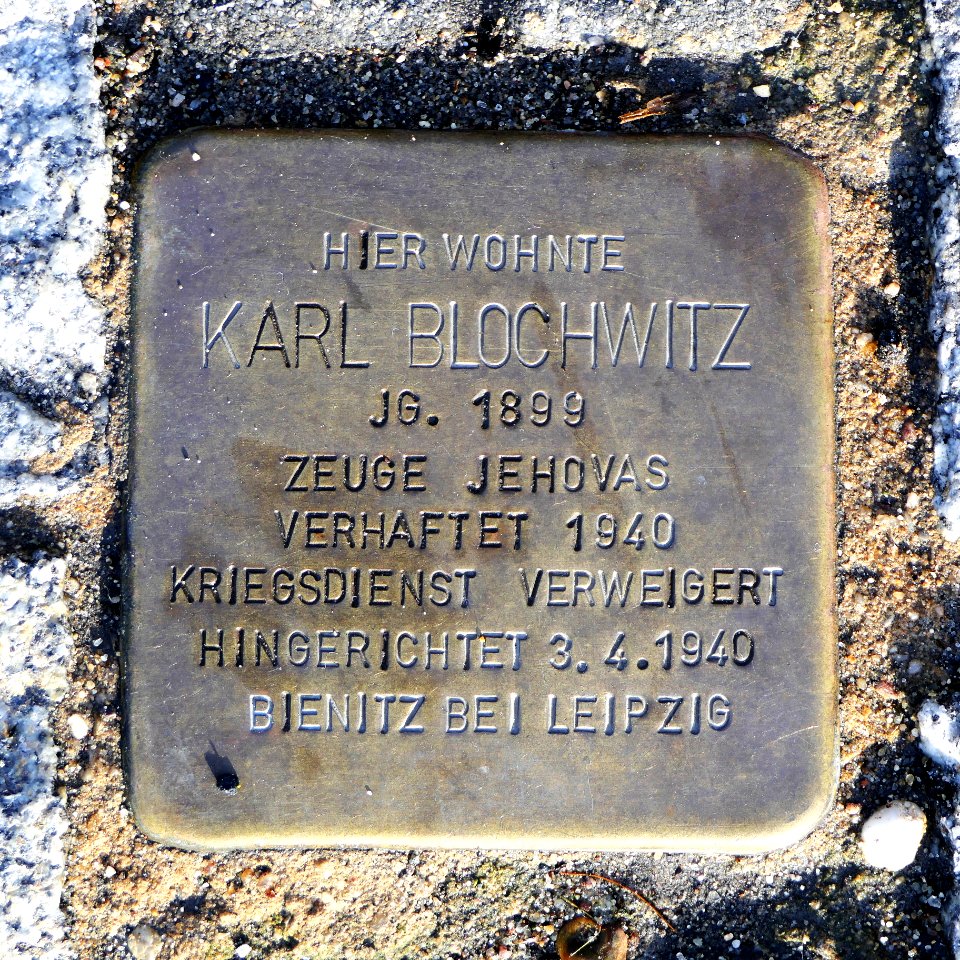 HIER WOHNTE
KARL BLOCHWITZ
JG. 1899
ZEUGE JEHOVAS
VERHAFTET 1940
KRIEGSDIENST VERWEIGERT
HINGERICHTET 3.4.1940
BIENITZ BEI LEIPZIG